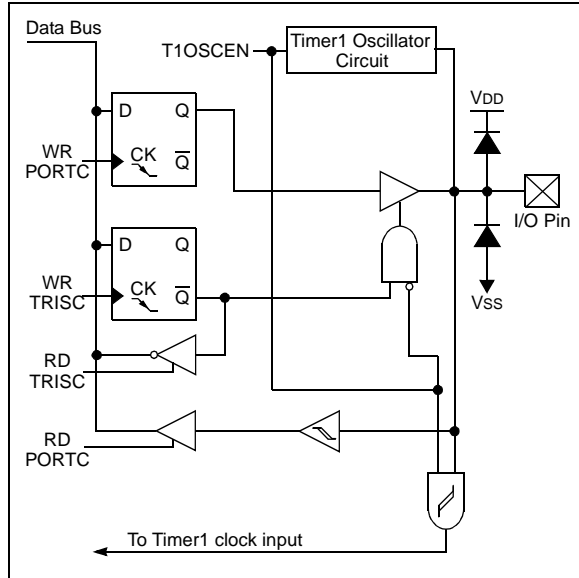 Data Bus
T1OSCEN
Timer1 Oscillator
Circuit
VDD
D
Q
WR
PORTC
CK
Q
I/O Pin
D
Q
WR
TRISC
CK
Q
VSS
RD
TRISC
RD
PORTC
To Timer1 clock input